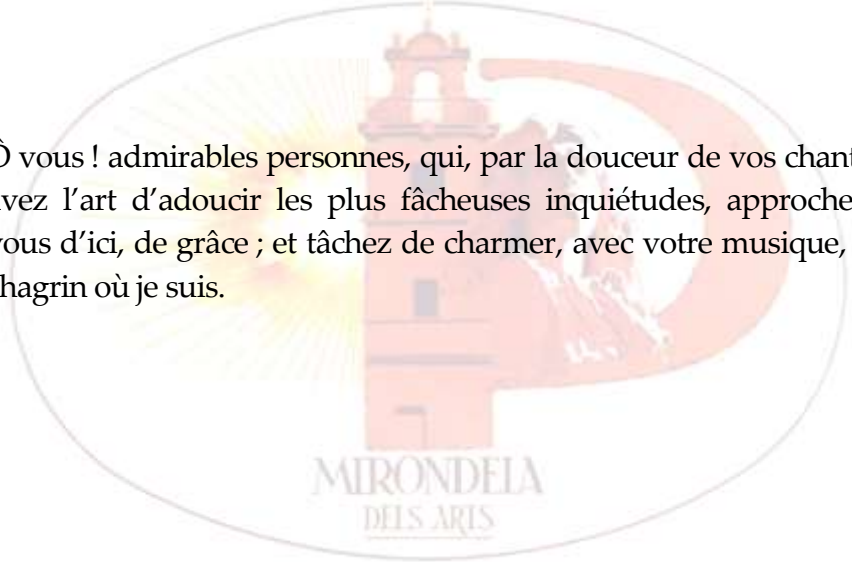 Ô vous ! admirables personnes, qui, par la douceur de vos chant
vez l’art d’adoucir les plus fâcheuses inquiétudes, approche
vous d’ici, de grâce ; et tâchez de charmer, avec votre musique,
hagrin où je suis.
MIRONDELA
DELS ARTS